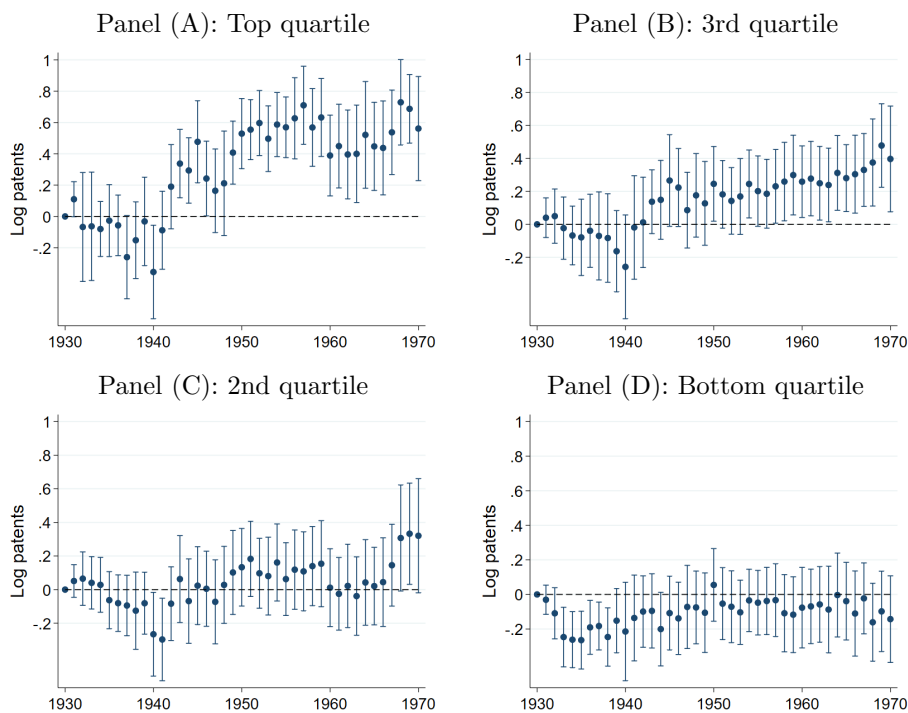 Panel (A): Top quartile
1
.8
.6
.4
.2
0
-.2
Log patents
1930 1940 1950 1960 1970
Panel (B): 3rd quartile
1
.8
.6
.4
.2
0
-.2
Log patents
1930 1940 1950 1960 1970
Panel (C): 2nd quartile
1
.8
.6
.4
.2
0
-.2
Log patents
1930 1940 1950 1960 1970
Panel (D): Bottom quartile
1
.8
.6
.4
.2
0
-.2
Log patents
1930 1940 1950 1960 1970